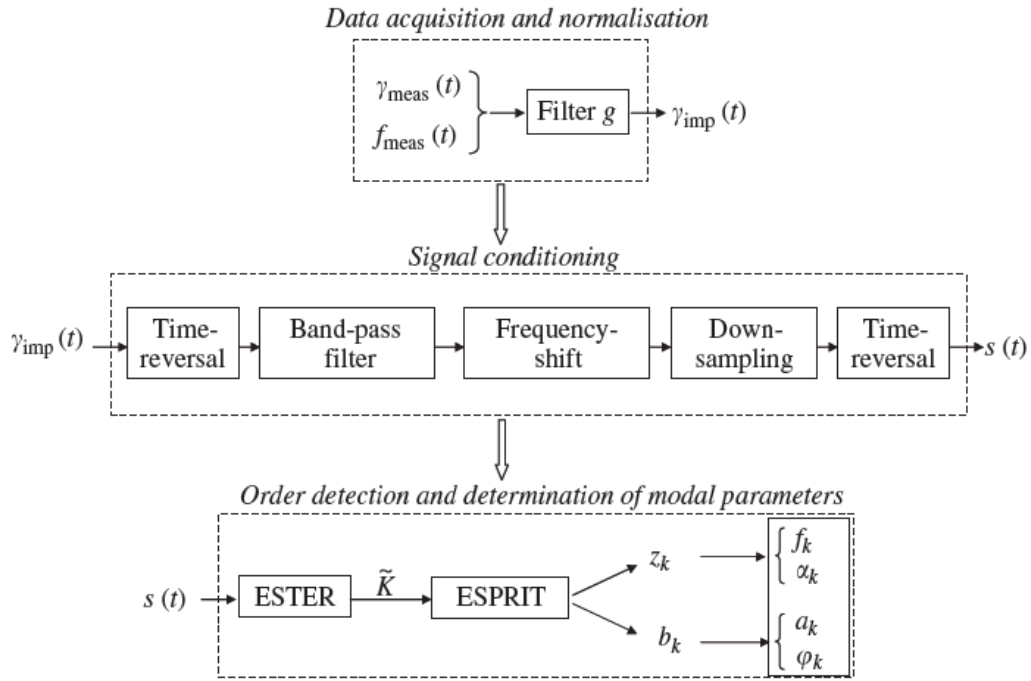 Data acquisition and normalisation
γmeas (t)
fmeas (t)
Filter g
γimp (t)
Signal conditioning
γimp (t)
Time-
reversal
Band-pass
filter
Frequency-
shift
Down-
sampling
Time-
reversal
s (t)
Order detection and determination of modal parameters
s (t)
ESTER
K̃
ESPRIT
zk
fk
αk
bk
ak
φk